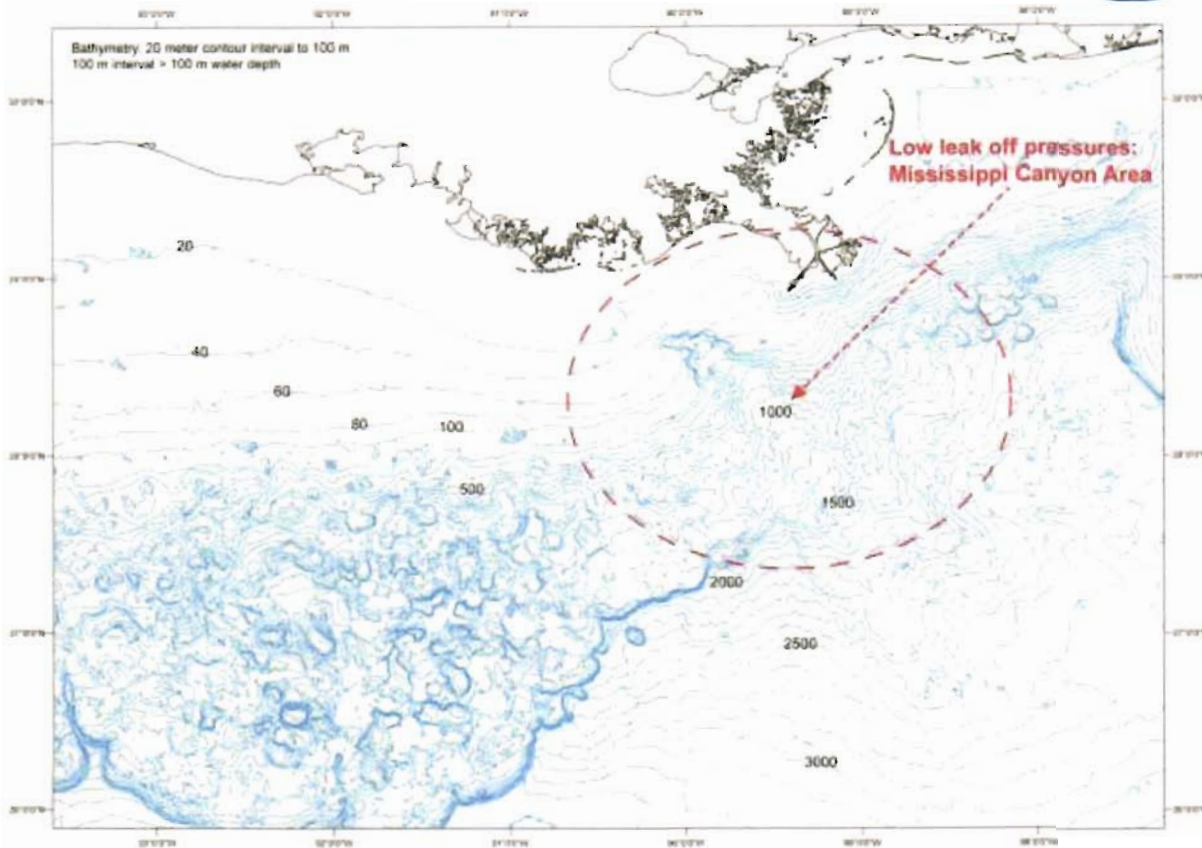 Bathymetry: 20 meter contour interval to 100 m
100 m interval > 100 m water depth
Low leak off pressures:
Mississippi Canyon Area
20
40
60
80
100
500
1000
1500
2000
2500
3000